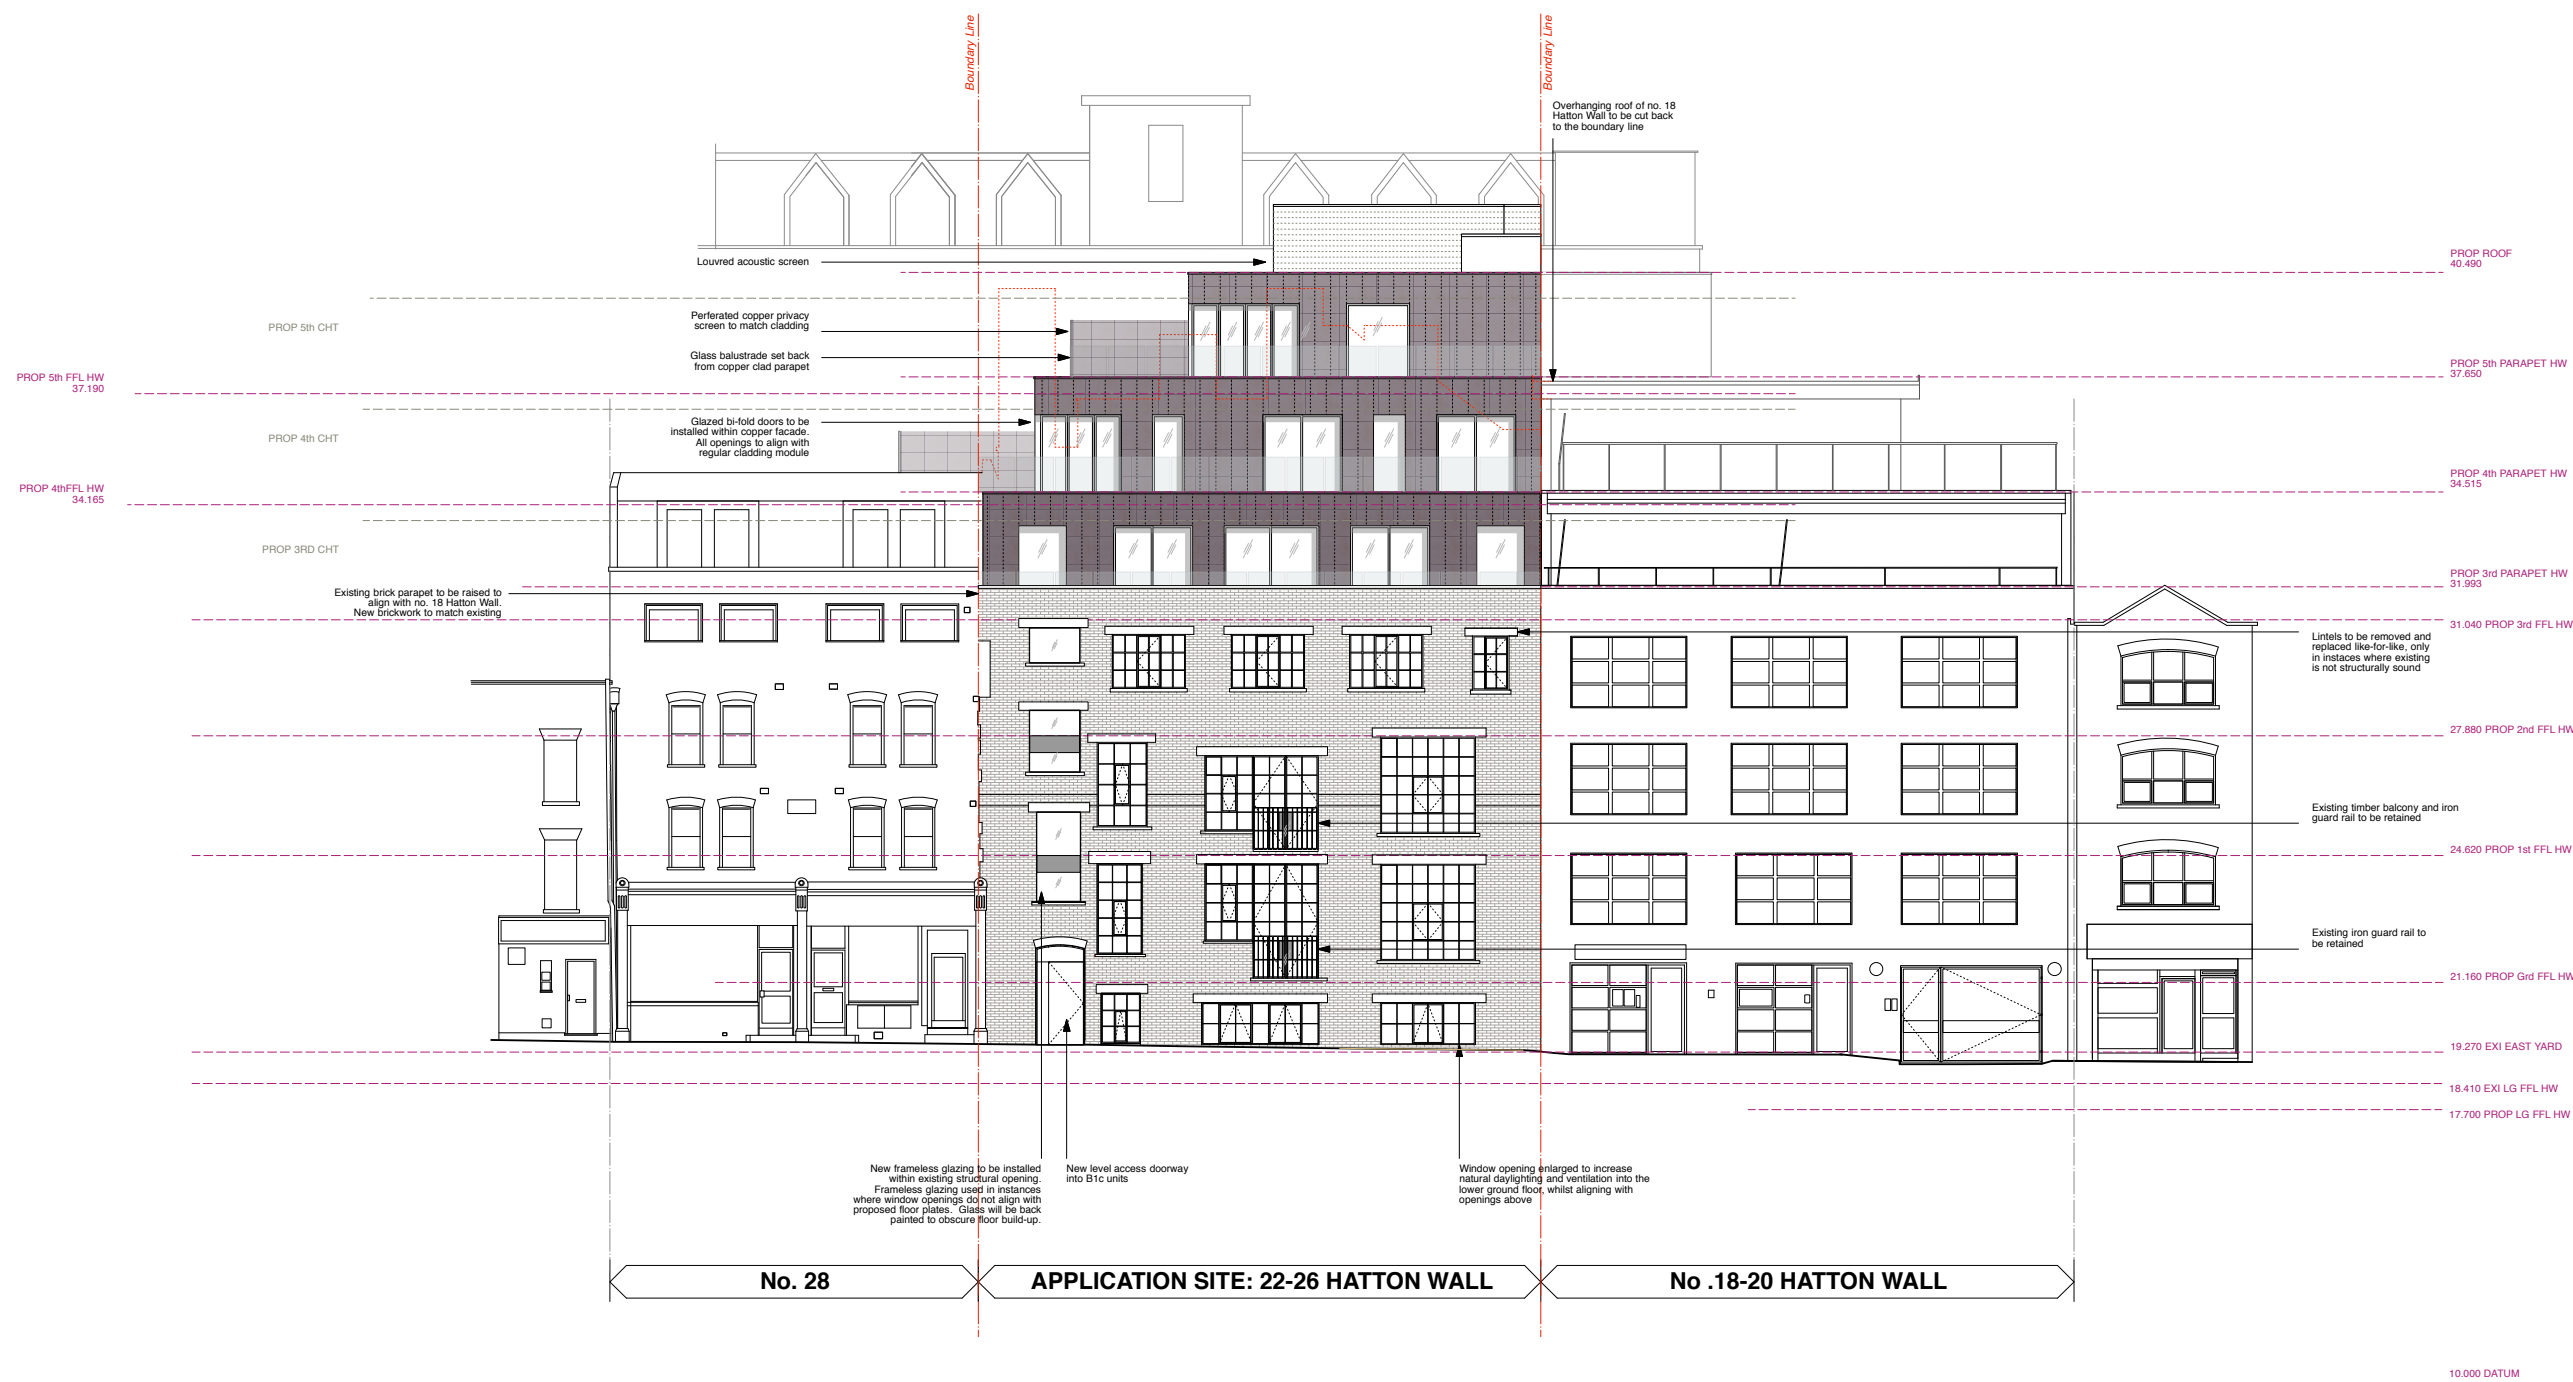 Boundary Line
Boundary Line
Overhanging roof of no. 18
Hatton Wall to be cut back
to the boundary line
Louvred acoustic screen
PROP ROOF
40.490
Perferated copper privacy
screen to match cladding
PROP 5th CHT
Glass balustrade set back
from copper clad parapet
PROP 5th PARAPET HW
37.650
PROP 5th FFL HW
37.190
Glazed bi-fold doors to be
installed within copper facade.
All openings to align with
regular cladding module
PROP 4th CHT
PROP 4th PARAPET HW
34.515
PROP 4thFFL HW
34.165
PROP 3RD CHT
PROP 3rd PARAPET HW
31.993
Existing brick parapet to be raised to
align with no. 18 Hatton Wall.
New brickwork to match existing
31.040 PROP 3rd FFL HW
Lintels to be removed and
replaced like-for-like, only
in instaces where existing
is not structurally sound
27.880 PROP 2nd FFL HW
Existing timber balcony and iron
guard rail to be retained
24.620 PROP 1st FFL HW
Existing iron guard rail to
be retained
21.160 PROP Grd FFL HW
19.270 EXI EAST YARD
18.410 EXI LG FFL HW
17.700 PROP LG FFL HW
New frameless glazing to be installed
within existing structural opening.
Frameless glazing used in instances
where window openings do not align with
proposed floor plates.  Glass will be back
painted to obscure floor build-up.
New level access doorway
into B1c units
Window opening enlarged to increase
natural daylighting and ventilation into the
lower ground floor, whilst aligning with
openings above
No. 28
APPLICATION SITE: 22-26 HATTON WALL
No .18-20 HATTON WALL
10.000 DATUM